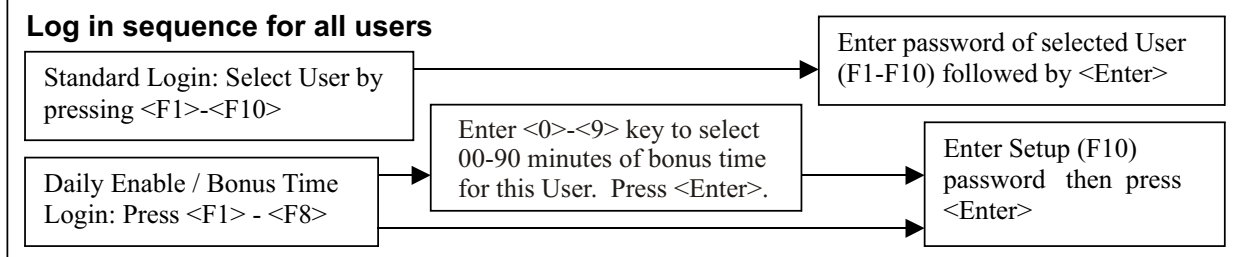 Log in sequence for all users
Standard Login: Select User by
pressing <F1>-<F10>
Enter password of selected User
(F1-F10) followed by <Enter>
Daily Enable / Bonus Time
Login: Press <F1> - <F8>
Enter <0>-<9> key to select
00-90 minutes of bonus time
for this User.  Press <Enter>.
Enter Setup (F10)
password   then  press
<Enter>